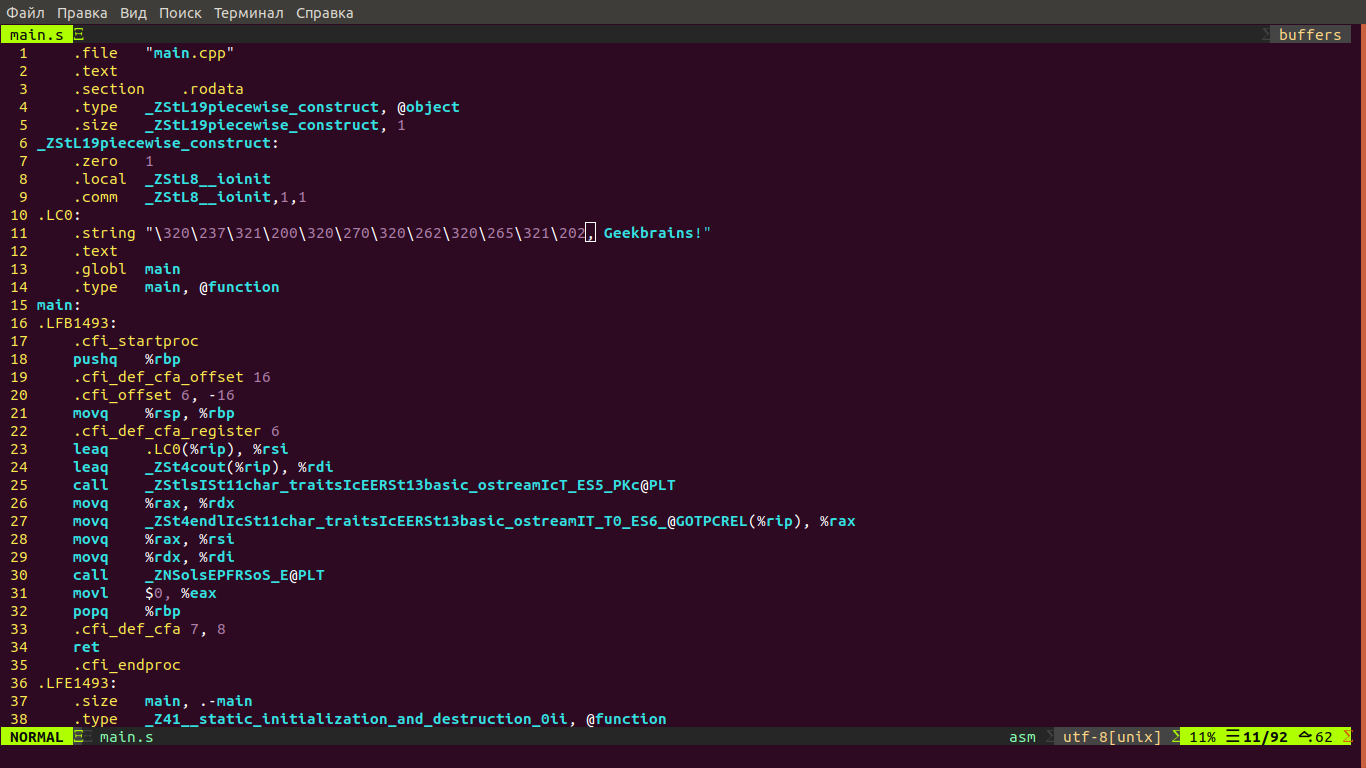 Файл Правка Вид Поиск Терминал Справка
main.s buffers
1 .file "main.cpp"
2 .text
3 .section .rodata
4 .type _ZStL19piecewise_construct, @object
5 .size _ZStL19piecewise_construct, 1
6 _ZStL19piecewise_construct:
7 .zero 1
8 .local _ZStL8__ioinit
9 .comm _ZStL8__ioinit,1,1
10 .LC0:
11 .string "\320\237\321\200\320\270\320\262\320\265\321\202, Geekbrains!"
12 .text
13 .globl main
14 .type main, @function
15 main:
16 .LFB1493:
17 .cfi_startproc
18 pushq %rbp
19 .cfi_def_cfa_offset 16
20 .cfi_offset 6, -16
21 movq %rsp, %rbp
22 .cfi_def_cfa_register 6
23 leaq .LC0(%rip), %rsi
24 leaq _ZSt4cout(%rip), %rdi
25 call _ZStlsISt11char_traitsIcEERSt13basic_ostreamIcT_ES5_PKc@PLT
26 movq %rax, %rdx
27 movq _ZSt4endlIcSt11char_traitsIcEERSt13basic_ostreamIT_T0_ES6_@GOTPCREL(%rip), %rax
28 movq %rax, %rsi
29 movq %rdx, %rdi
30 call _ZNSolsEPFRSoS_E@PLT
31 movl $0, %eax
32 popq %rbp
33 .cfi_def_cfa 7, 8
34 ret
35 .cfi_endproc
36 .LFE1493:
37 .size main, .-main
38 .type _Z41__static_initialization_and_destruction_0ii, @function
NORMAL main.s asm utf-8[unix] 11% ☰ 11/92 :62